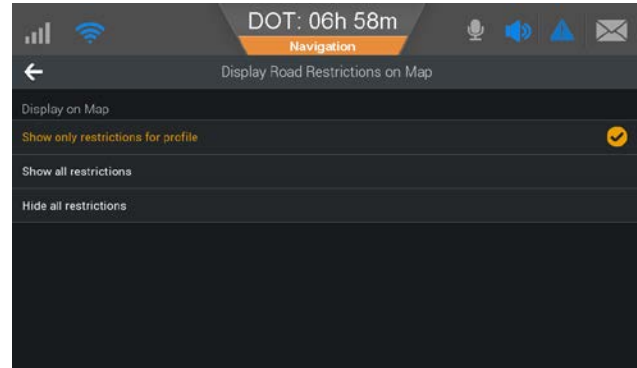 DOT: 06h 58m
Navigation
Display Road Restrictions on Map
Display on Map
Show only restrictions for profile
Show all restrictions
Hide all restrictions